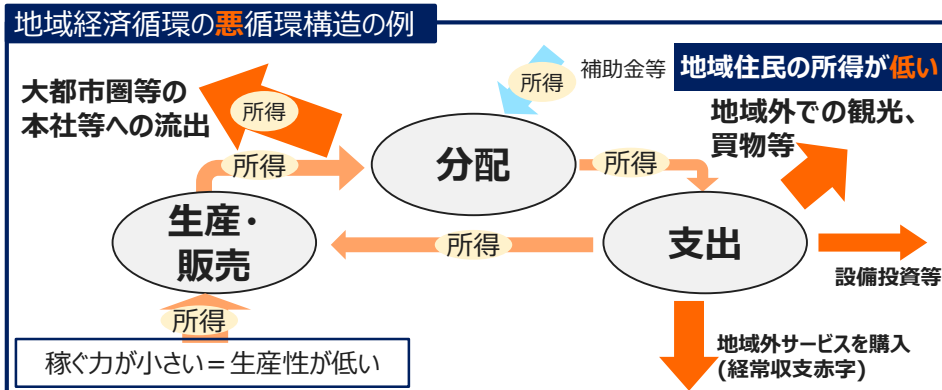 地域経済循環の悪循環構造の例
大都市圏等の
本社等への流出
所得
所得
補助金等
地域住民の所得が低い
地域外での観光、
買物等
所得
分配
所得
生産・
販売
所得
支出
設備投資等
所得
稼ぐ力が小さい＝生産性が低い
地域外サービスを購入
(経常収支赤字)